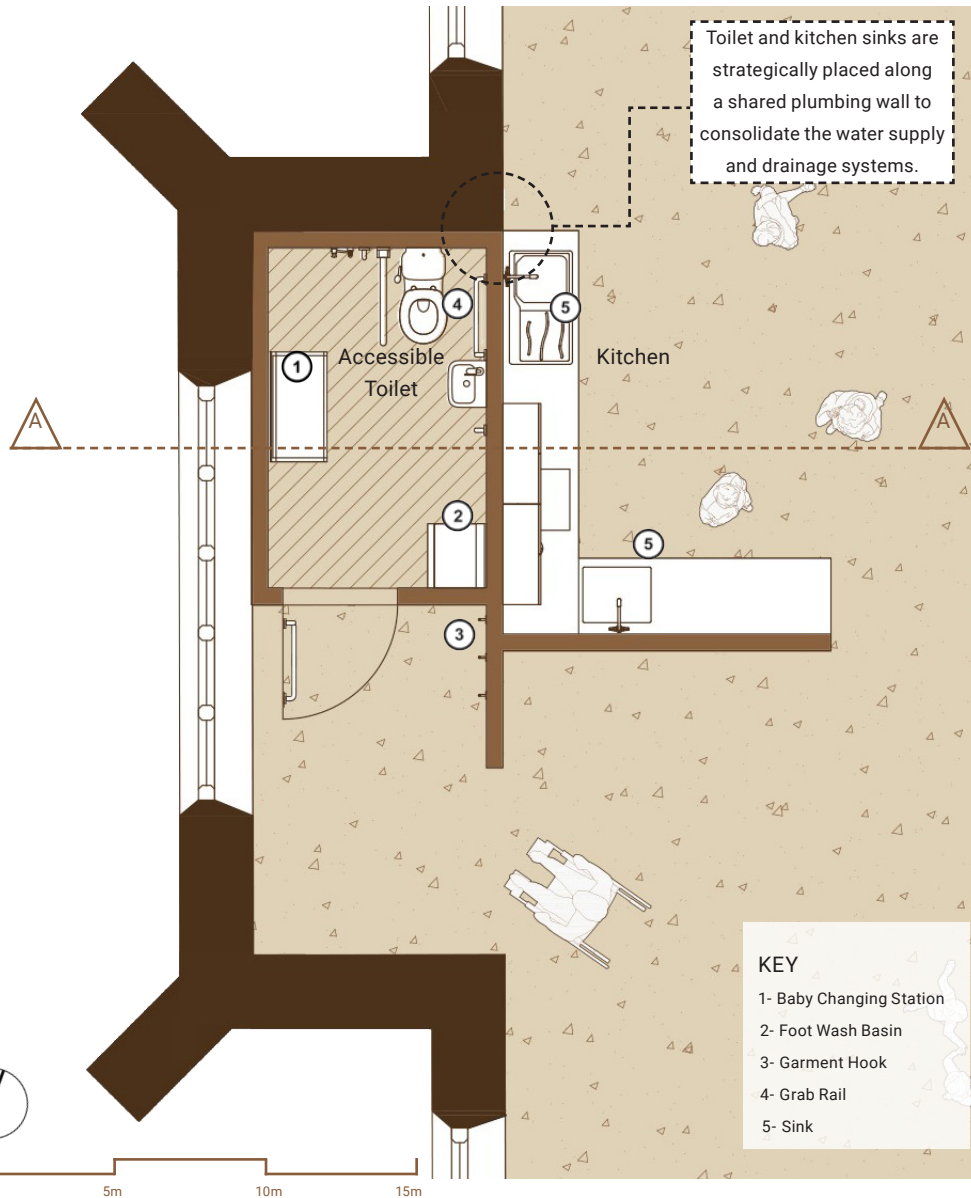 Toilet and kitchen sinks are
strategically placed along
a shared plumbing wall to
consolidate the water supply
and drainage systems.
4
5
1
Accessible
Toilet
Kitchen
A
A
2
5
3
KEY
1- Baby Changing Station
2- Foot Wash Basin
3- Garment Hook
4- Grab Rail
5- Sink
5m
10m
15m